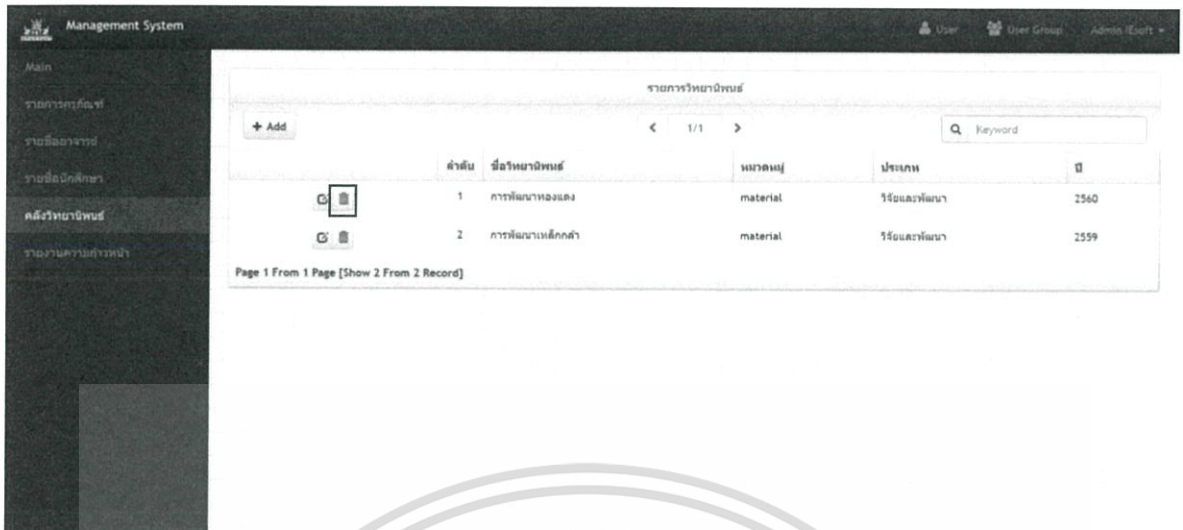 Management System
User
User Group
Admin IEsoft
Main
รายการครุภัณฑ์
รายชื่ออาจารย์
รายชื่อนักศึกษา
คลังวิทยานิพนธ์
รายงานความก้าวหน้า
รายการวิทยานิพนธ์
+ Add
1/1
Keyword
ลำดับ ชื่อวิทยานิพนธ์ หมวดหมู่ ประเภท ปี
1 การพัฒนาทองแดง material วิจัยและพัฒนา 2560
2 การพัฒนาเหล็กกล้า material วิจัยและพัฒนา 2559
Page 1 From 1 Page [Show 2 From 2 Record]